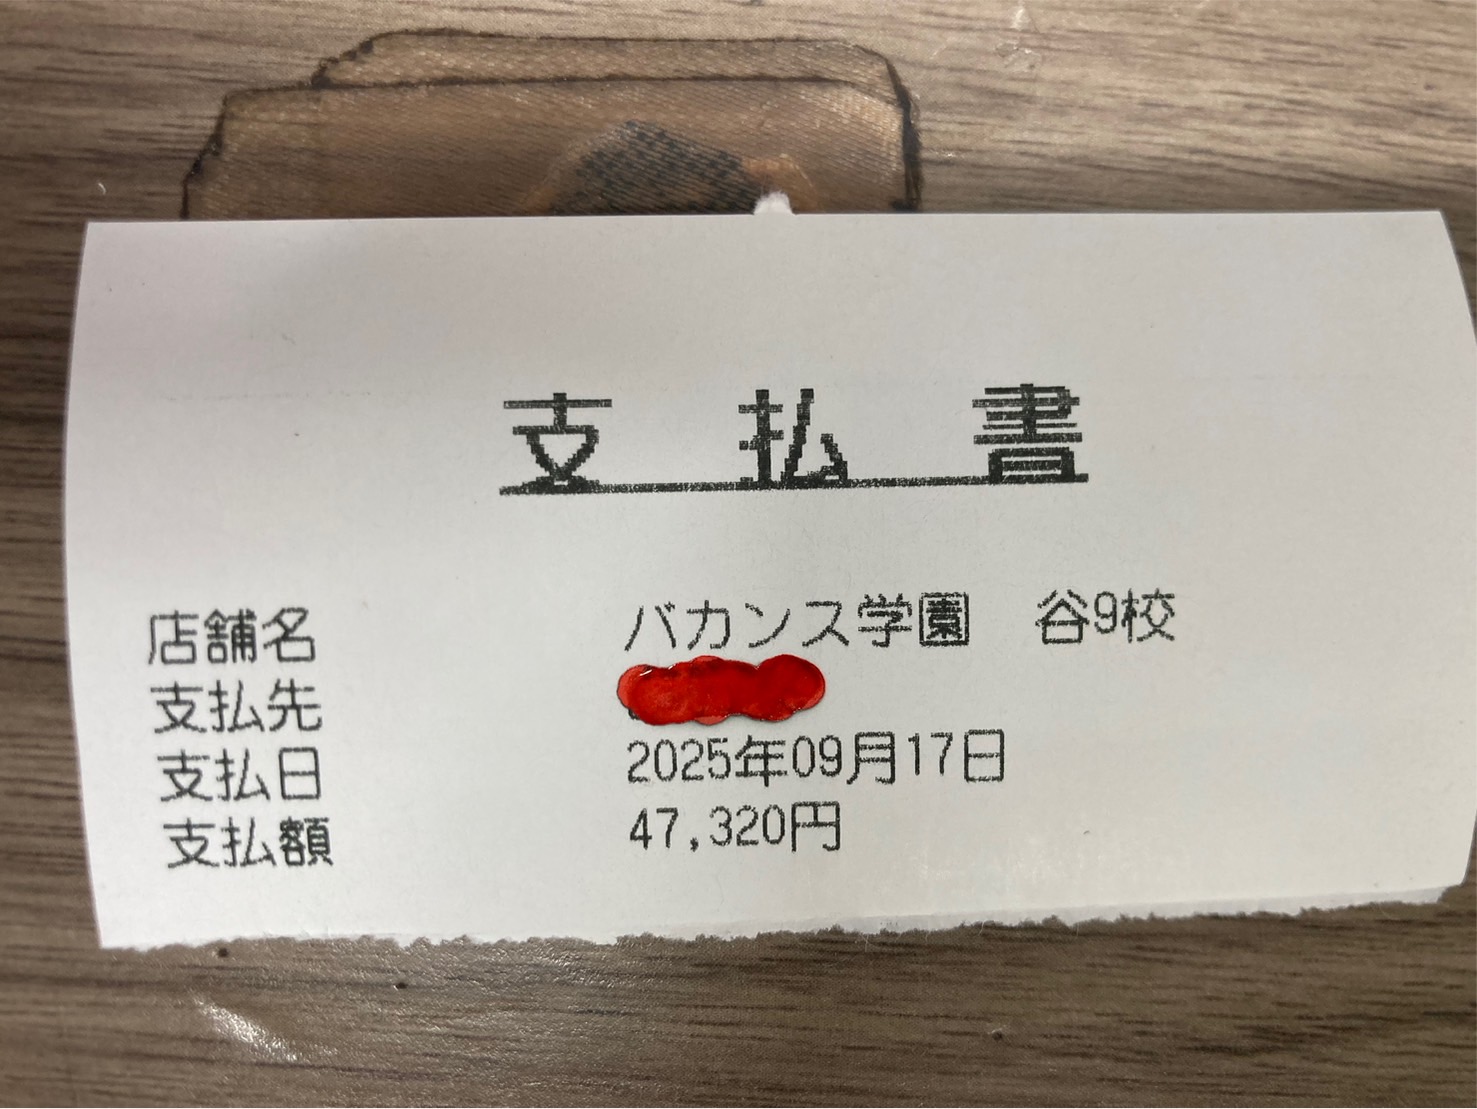 支払書
店舗名 バカンス学園 谷9校
支払先
支払日 2025年09月17日
支払額 47,320円